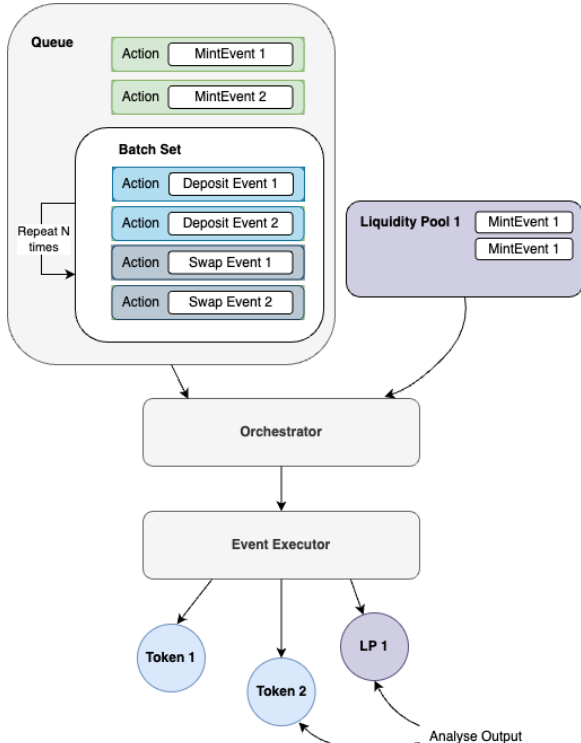 Queue
Action MintEvent 1
Action MintEvent 2
Batch Set
Action Deposit Event 1
Action Deposit Event 2
Action Swap Event 1
Action Swap Event 2
Repeat N
times
Liquidity Pool 1 MintEvent 1
MintEvent 1
Orchestrator
Event Executor
Token 1
Token 2
LP 1
Analyse Output